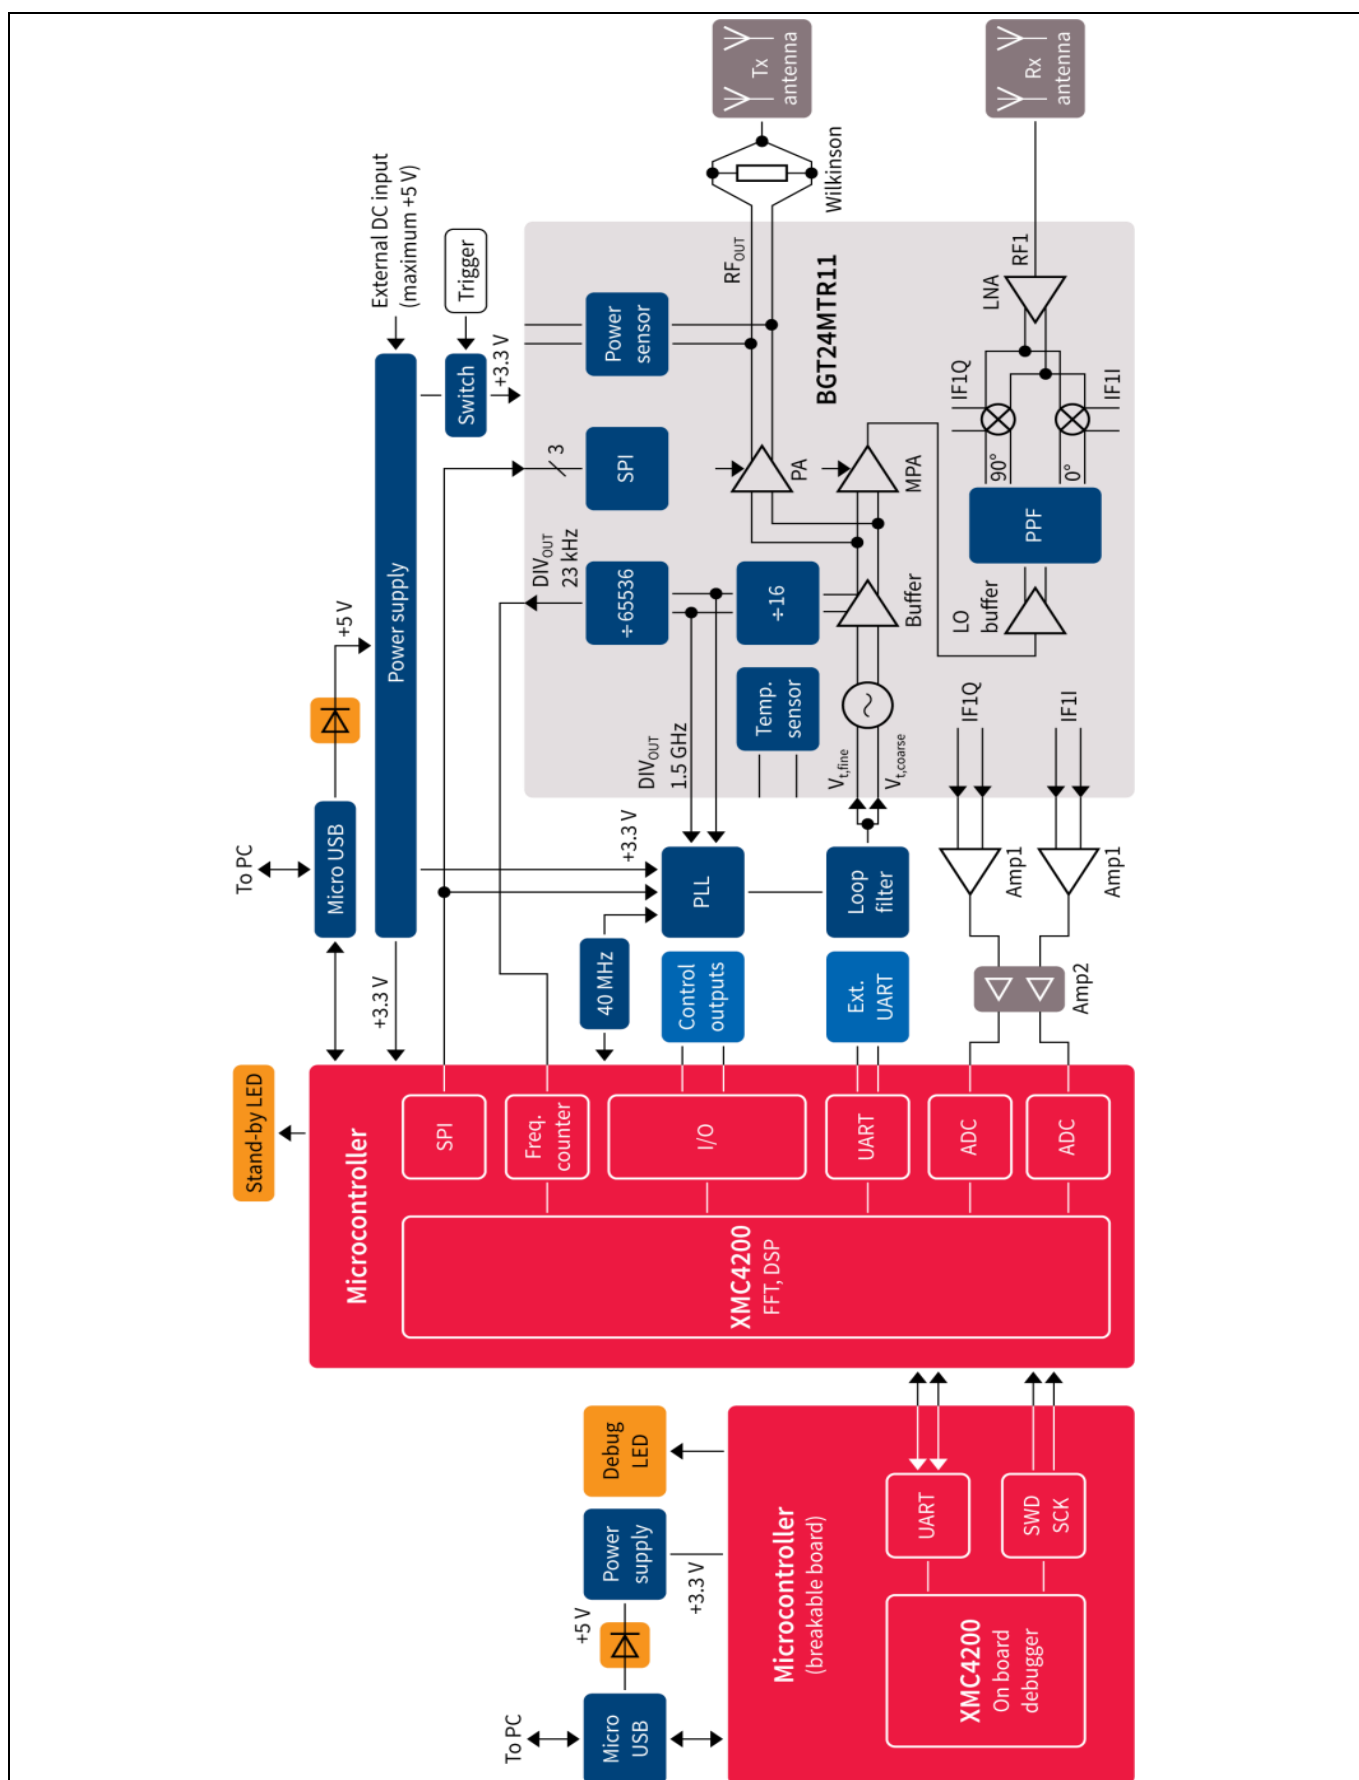 Tx
antenna
Rx
antenna
Wilkinson
External DC input
(maximum +5 V)
Trigger
Switch
+3.3 V
Power supply
+5 V
To PC
Micro USB
+3.3 V
Stand-by LED
BGT24MTR11
RFOUT
RF1
LNA
Power
sensor
SPI
3
PA
MPA
IF1Q
IF1I
90°
0°
PPF
LO
buffer
Buffer
DIVOUT
23 kHz
÷65536
÷16
Temp.
sensor
DIVOUT
1.5 GHz
Vt,fine
Vt,coarse
IF1Q
IF1I
+3.3 V
PLL
Loop
filter
Amp1
Amp1
40 MHz
Control
outputs
Ext.
UART
Amp2
Microcontroller
SPI
Freq.
counter
I/O
UART
ADC
ADC
XMC4200
FFT, DSP
Debug
LED
Power
supply
+5 V
+3.3 V
To PC
Micro
USB
Microcontroller
(breakable board)
UART
SWD
SCK
XMC4200
On board
debugger